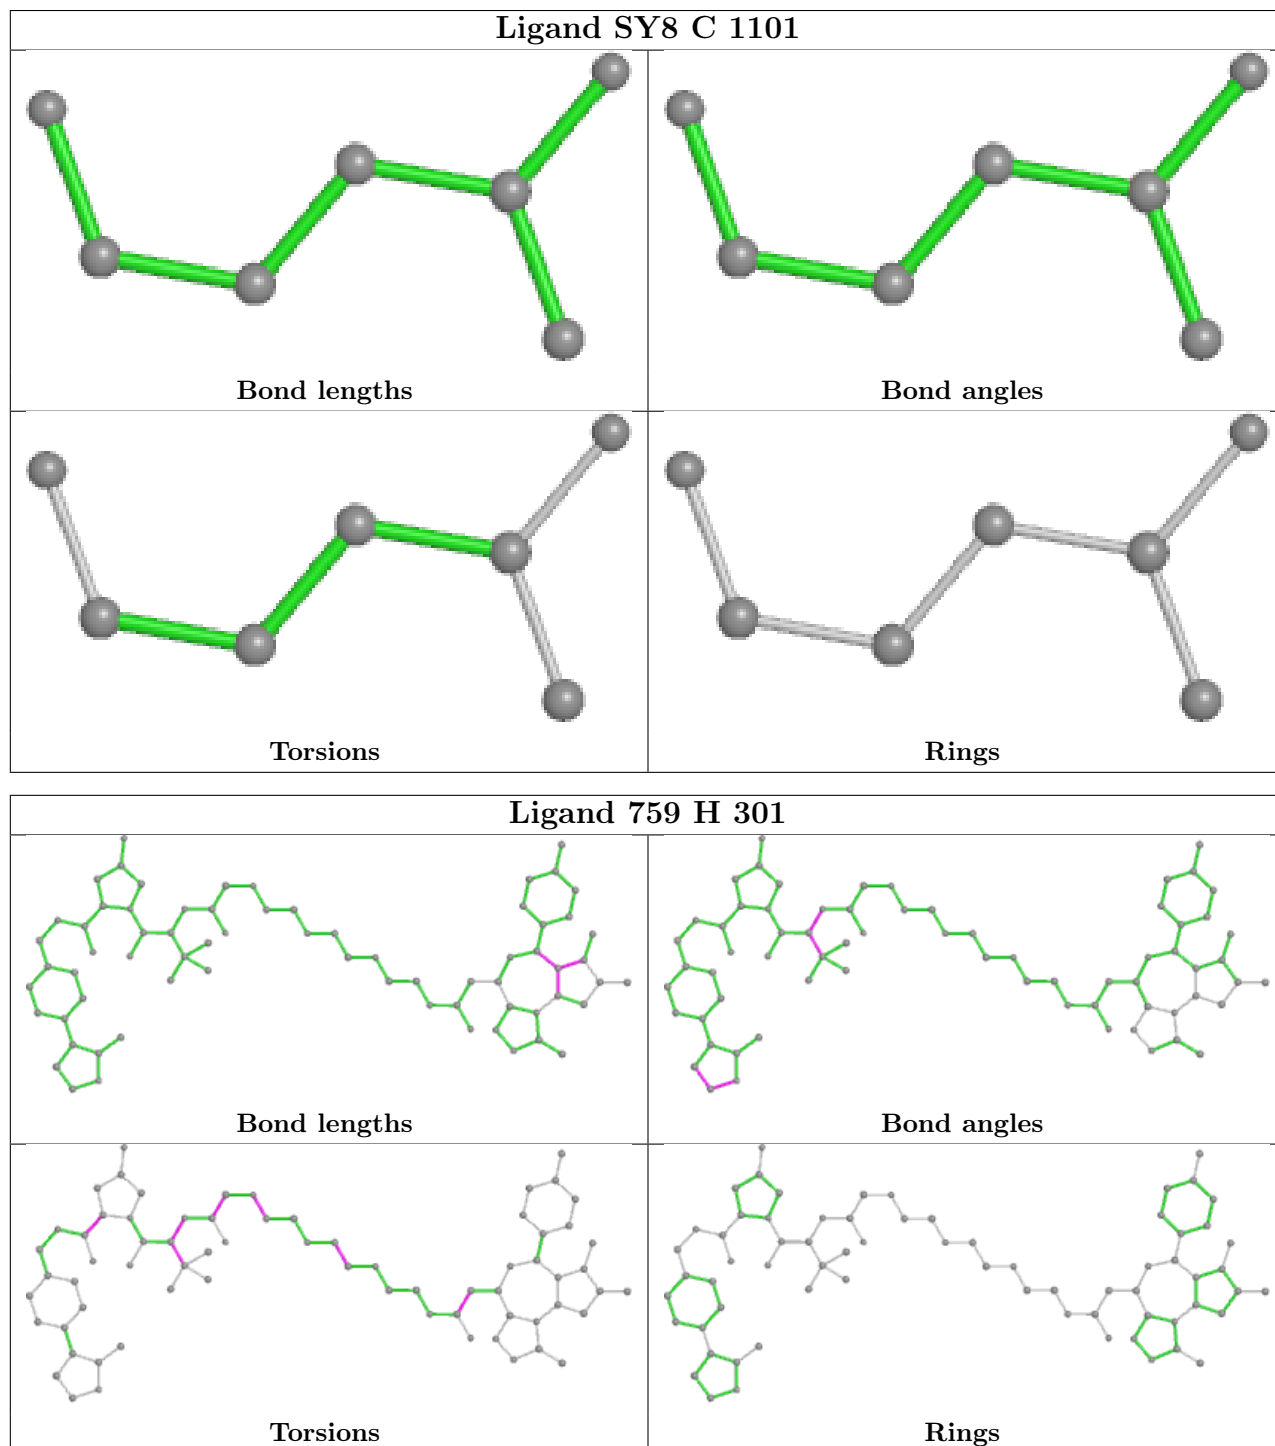 Ligand SY8 C 1101
Bond lengths
Bond angles
Torsions
Rings
Ligand 759 H 301
Bond lengths
Bond angles
Torsions
Rings